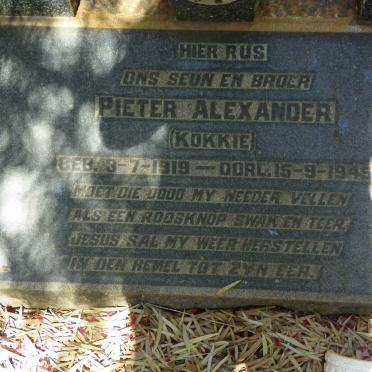 HIER RUS
ONS SEUN EN BROER
PIETER ALEXANDER
(KOKKIE)
GEB. 8-7-1919 — OORL. 15-9-1945
MOET DIE DOOD MY NEEDER VELLEN
ALS EEN ROOSKNOP SWAK EN TEER.
JESUS SAL MY WEER HERSTELLEN
IN DEN HEMEL TOT ZYN EER.